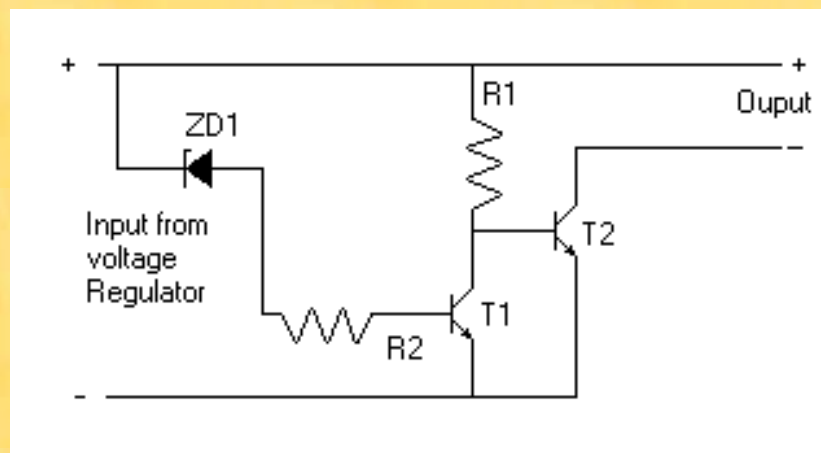 +
+
R1
Ouput
ZD1
–
Input from
voltage
Regulator
T2
T1
R2
-